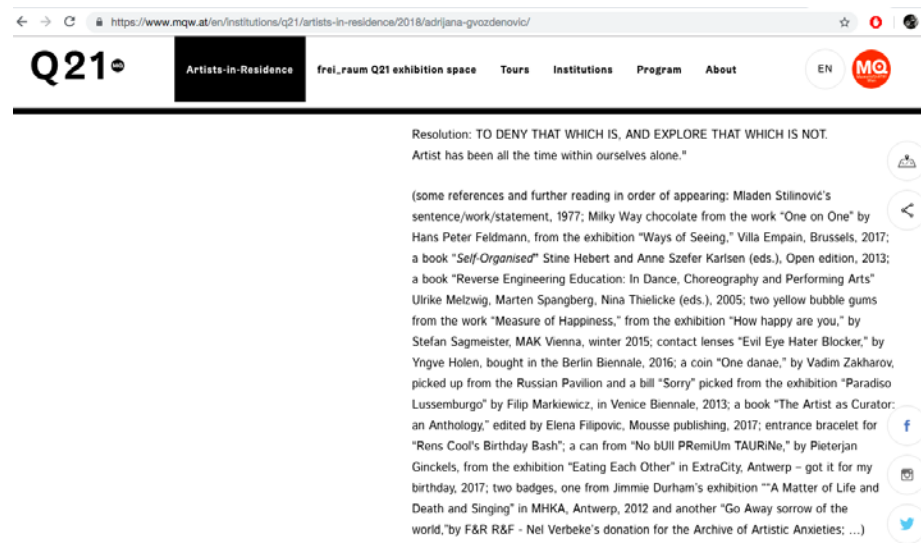 https://www.mqw.at/en/institutions/q21/artists-in-residence/2018/adrijana-gvozdenovic/
Q21 MQ
Artists-in-Residence
frei_raum Q21 exhibition space
Tours
Institutions
Program
About
EN
MQ
Resolution: TO DENY THAT WHICH IS, AND EXPLORE THAT WHICH IS NOT.
Artist has been all the time within ourselves alone."
(some references and further reading in order of appearing: Mladen Stilinović's
sentence/work/statement, 1977; Milky Way chocolate from the work “One on One” by
Hans Peter Feldmann, from the exhibition “Ways of Seeing,” Villa Empain, Brussels, 2017;
a book “Self-Organised” Stine Hebert and Anne Szefer Karlsen (eds.), Open edition, 2013;
a book “Reverse Engineering Education: In Dance, Choreography and Performing Arts”
Ulrike Melzwig, Marten Spangberg, Nina Thielicke (eds.), 2005; two yellow bubble gums
from the work “Measure of Happiness,” from the exhibition “How happy are you,” by
Stefan Sagmeister, MAK Vienna, winter 2015; contact lenses “Evil Eye Hater Blocker,” by
Yngve Holen, bought in the Berlin Biennale, 2016; a coin “One danae,” by Vadim Zakharov,
picked up from the Russian Pavilion and a bill “Sorry” picked from the exhibition “Paradiso
Lussemburgo” by Filip Markiewicz, in Venice Biennale, 2013; a book “The Artist as Curator:
an Anthology,” edited by Elena Filipovic, Mousse publishing, 2017; entrance bracelet for
“Rens Cool's Birthday Bash”; a can from “No bUll PRemiUm TAURiNe,” by Pieterjan
Ginckels, from the exhibition “Eating Each Other” in ExtraCity, Antwerp – got it for my
birthday, 2017; two badges, one from Jimmie Durham's exhibition ““A Matter of Life and
Death and Singing” in MHKA, Antwerp, 2012 and another “Go Away sorrow of the
world,”by F&R R&F - Nel Verbeke's donation for the Archive of Artistic Anxieties; ...)